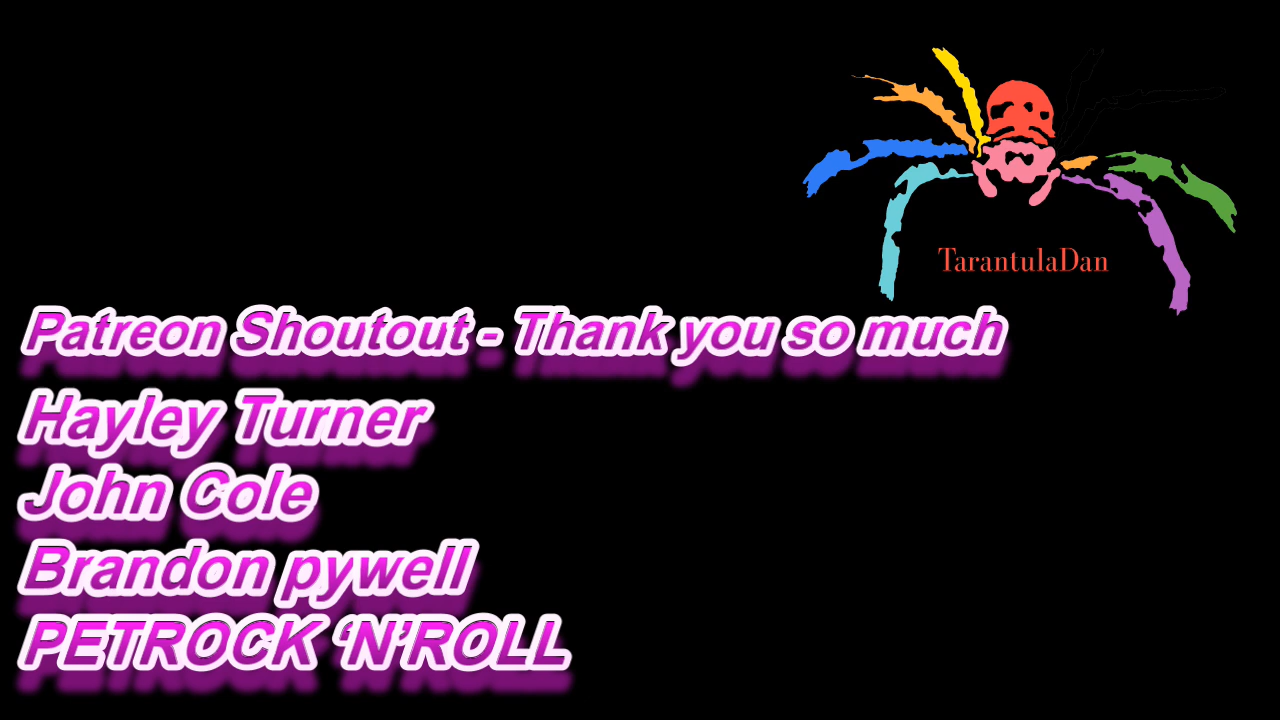 TarantulaDan
Patreon Shoutout - Thank you so much
Hayley Turner
John Cole
Brandon pywell
PETROCK ‘N’ROLL